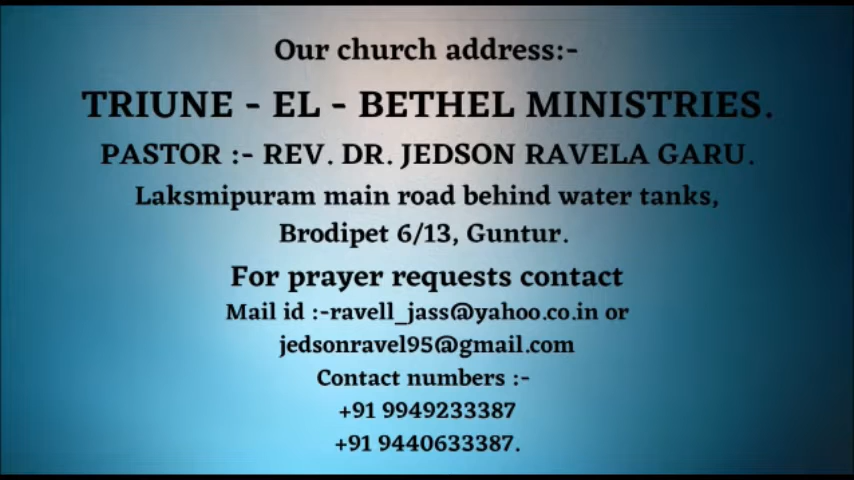 Our church address:-
TRIUNE - EL - BETHEL MINISTRIES.
PASTOR :- REV. DR. JEDSON RAVELA GARU.
Laksmipuram main road behind water tanks,
Brodipet 6/13, Guntur.
For prayer requests contact
Mail id :-ravell_jass@yahoo.co.in or
jedsonravel95@gmail.com
Contact numbers :-
+91 9949233387
+91 9440633387.